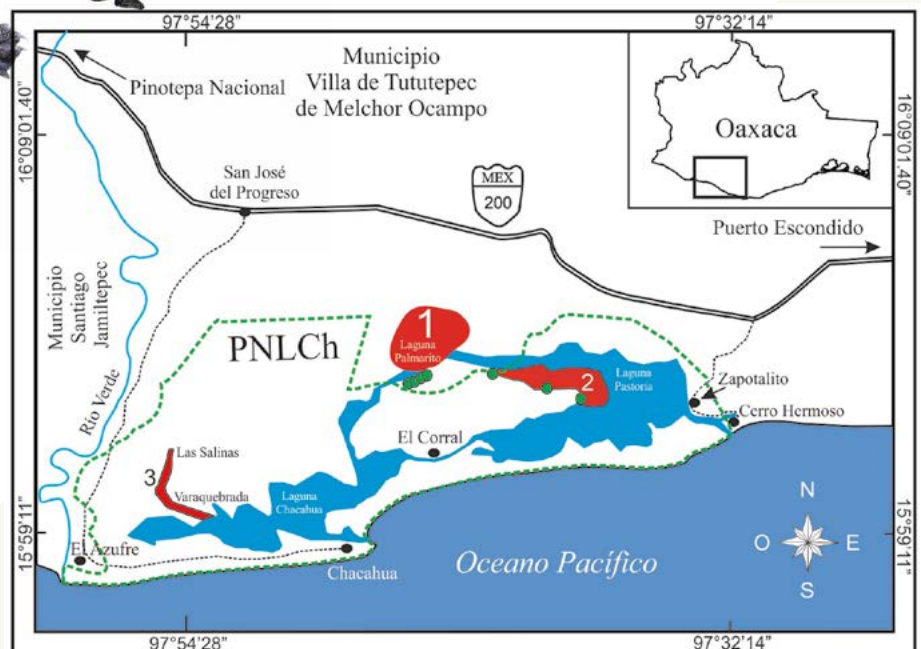 97°54'28"
97°32'14"
16°09'01.40"
16°09'01.40"
Pinotepa Nacional
Municipio
Villa de Tututepec
de Melchor Ocampo
Oaxaca
San José
del Progreso
MEX
200
Puerto Escondido
Municipio
Santiago
Jamiltepec
Río Verde
PNLCh
1
Laguna
Palmarito
2
Laguna
Pastoria
Zapotalito
Cerro Hermoso
El Corral
3
Las Salinas
Varaquebrada
Laguna
Chacahua
El Azufre
Chacahua
Oceano Pacífico
N
O
E
S
15°59'11"
15°59'11"
97°54'28"
97°32'14"